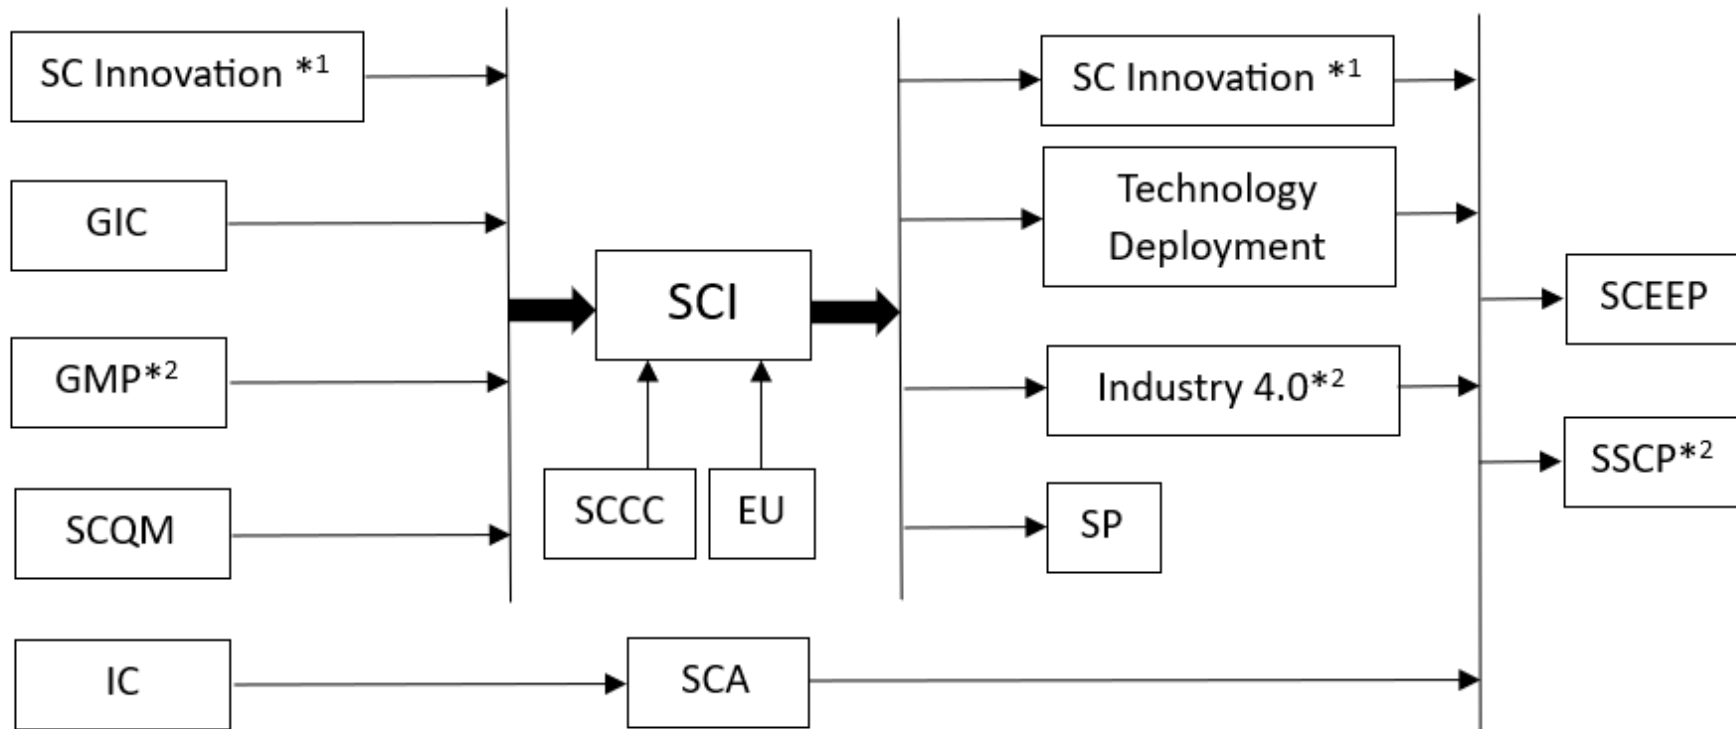 SC Innovation *1
GIC
GMP*2
SCQM
IC
SCI
SCCC
EU
SCA
SC Innovation *1
Technology
Deployment
Industry 4.0*2
SP
SCEEP
SSCP*2